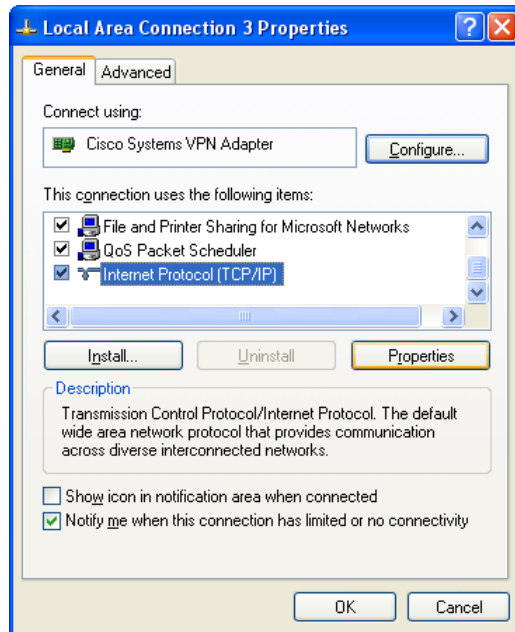 Local Area Connection 3 Properties
General
Advanced
Connect using:
Cisco Systems VPN Adapter
Configure...
This connection uses the following items:
File and Printer Sharing for Microsoft Networks
QoS Packet Scheduler
Internet Protocol (TCP/IP)
Install...
Uninstall
Properties
Description
Transmission Control Protocol/Internet Protocol. The default
wide area network protocol that provides communication
across diverse interconnected networks.
Show icon in notification area when connected
Notify me when this connection has limited or no connectivity
OK
Cancel